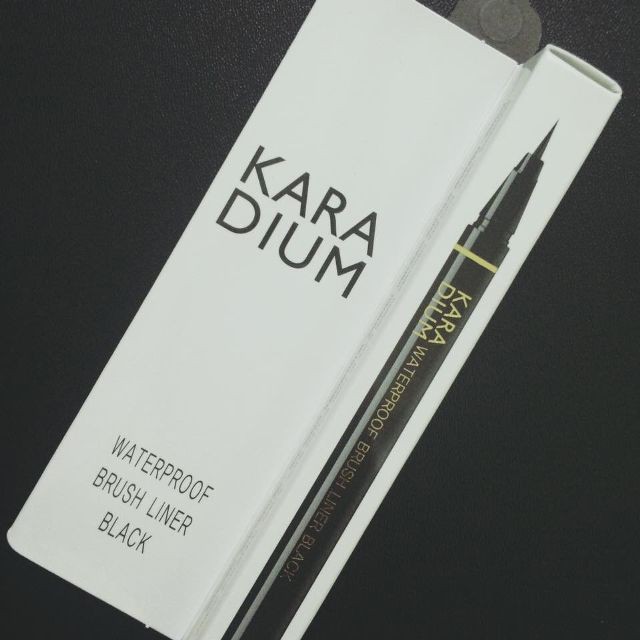 KARA
DIUM
WATERPROOF
BRUSH LINER
BLACK
KARA
DIUM WATERPROOF BRUSH LINER BLACK